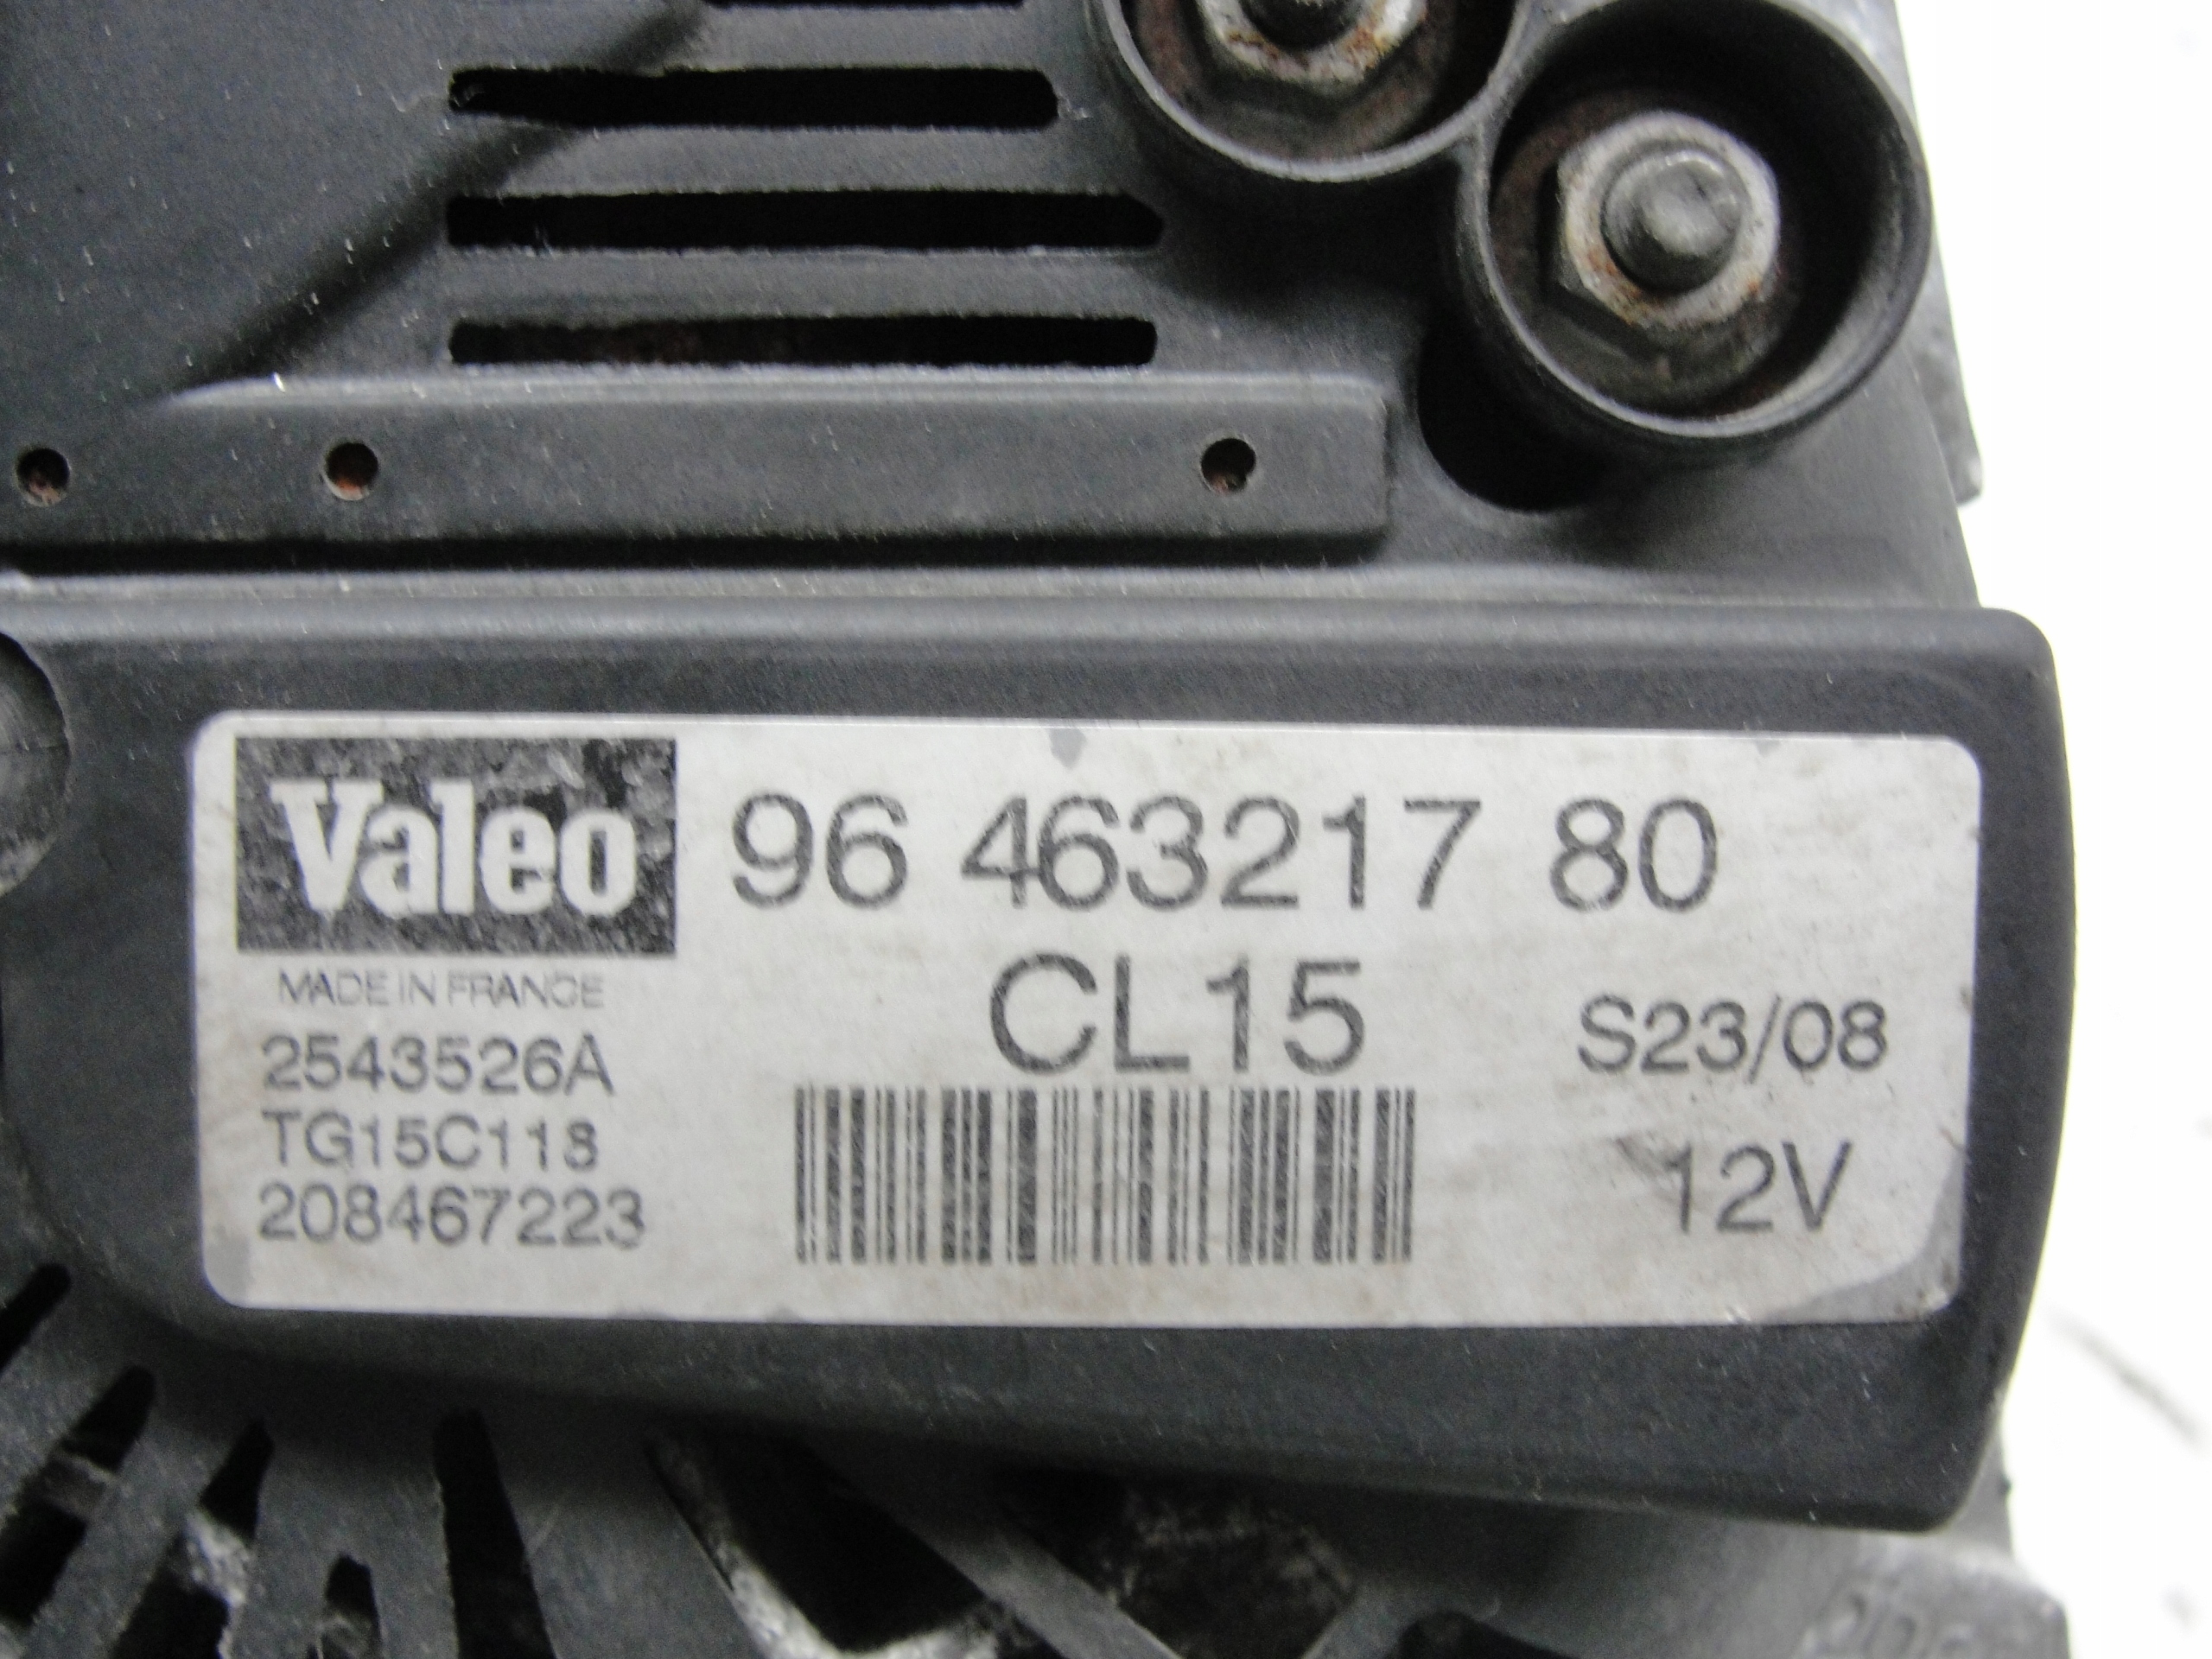 Valeo 96 463217 80
MADE IN FRANCE CL15 S23/08
2543526A
TG15C118
208467223 12V